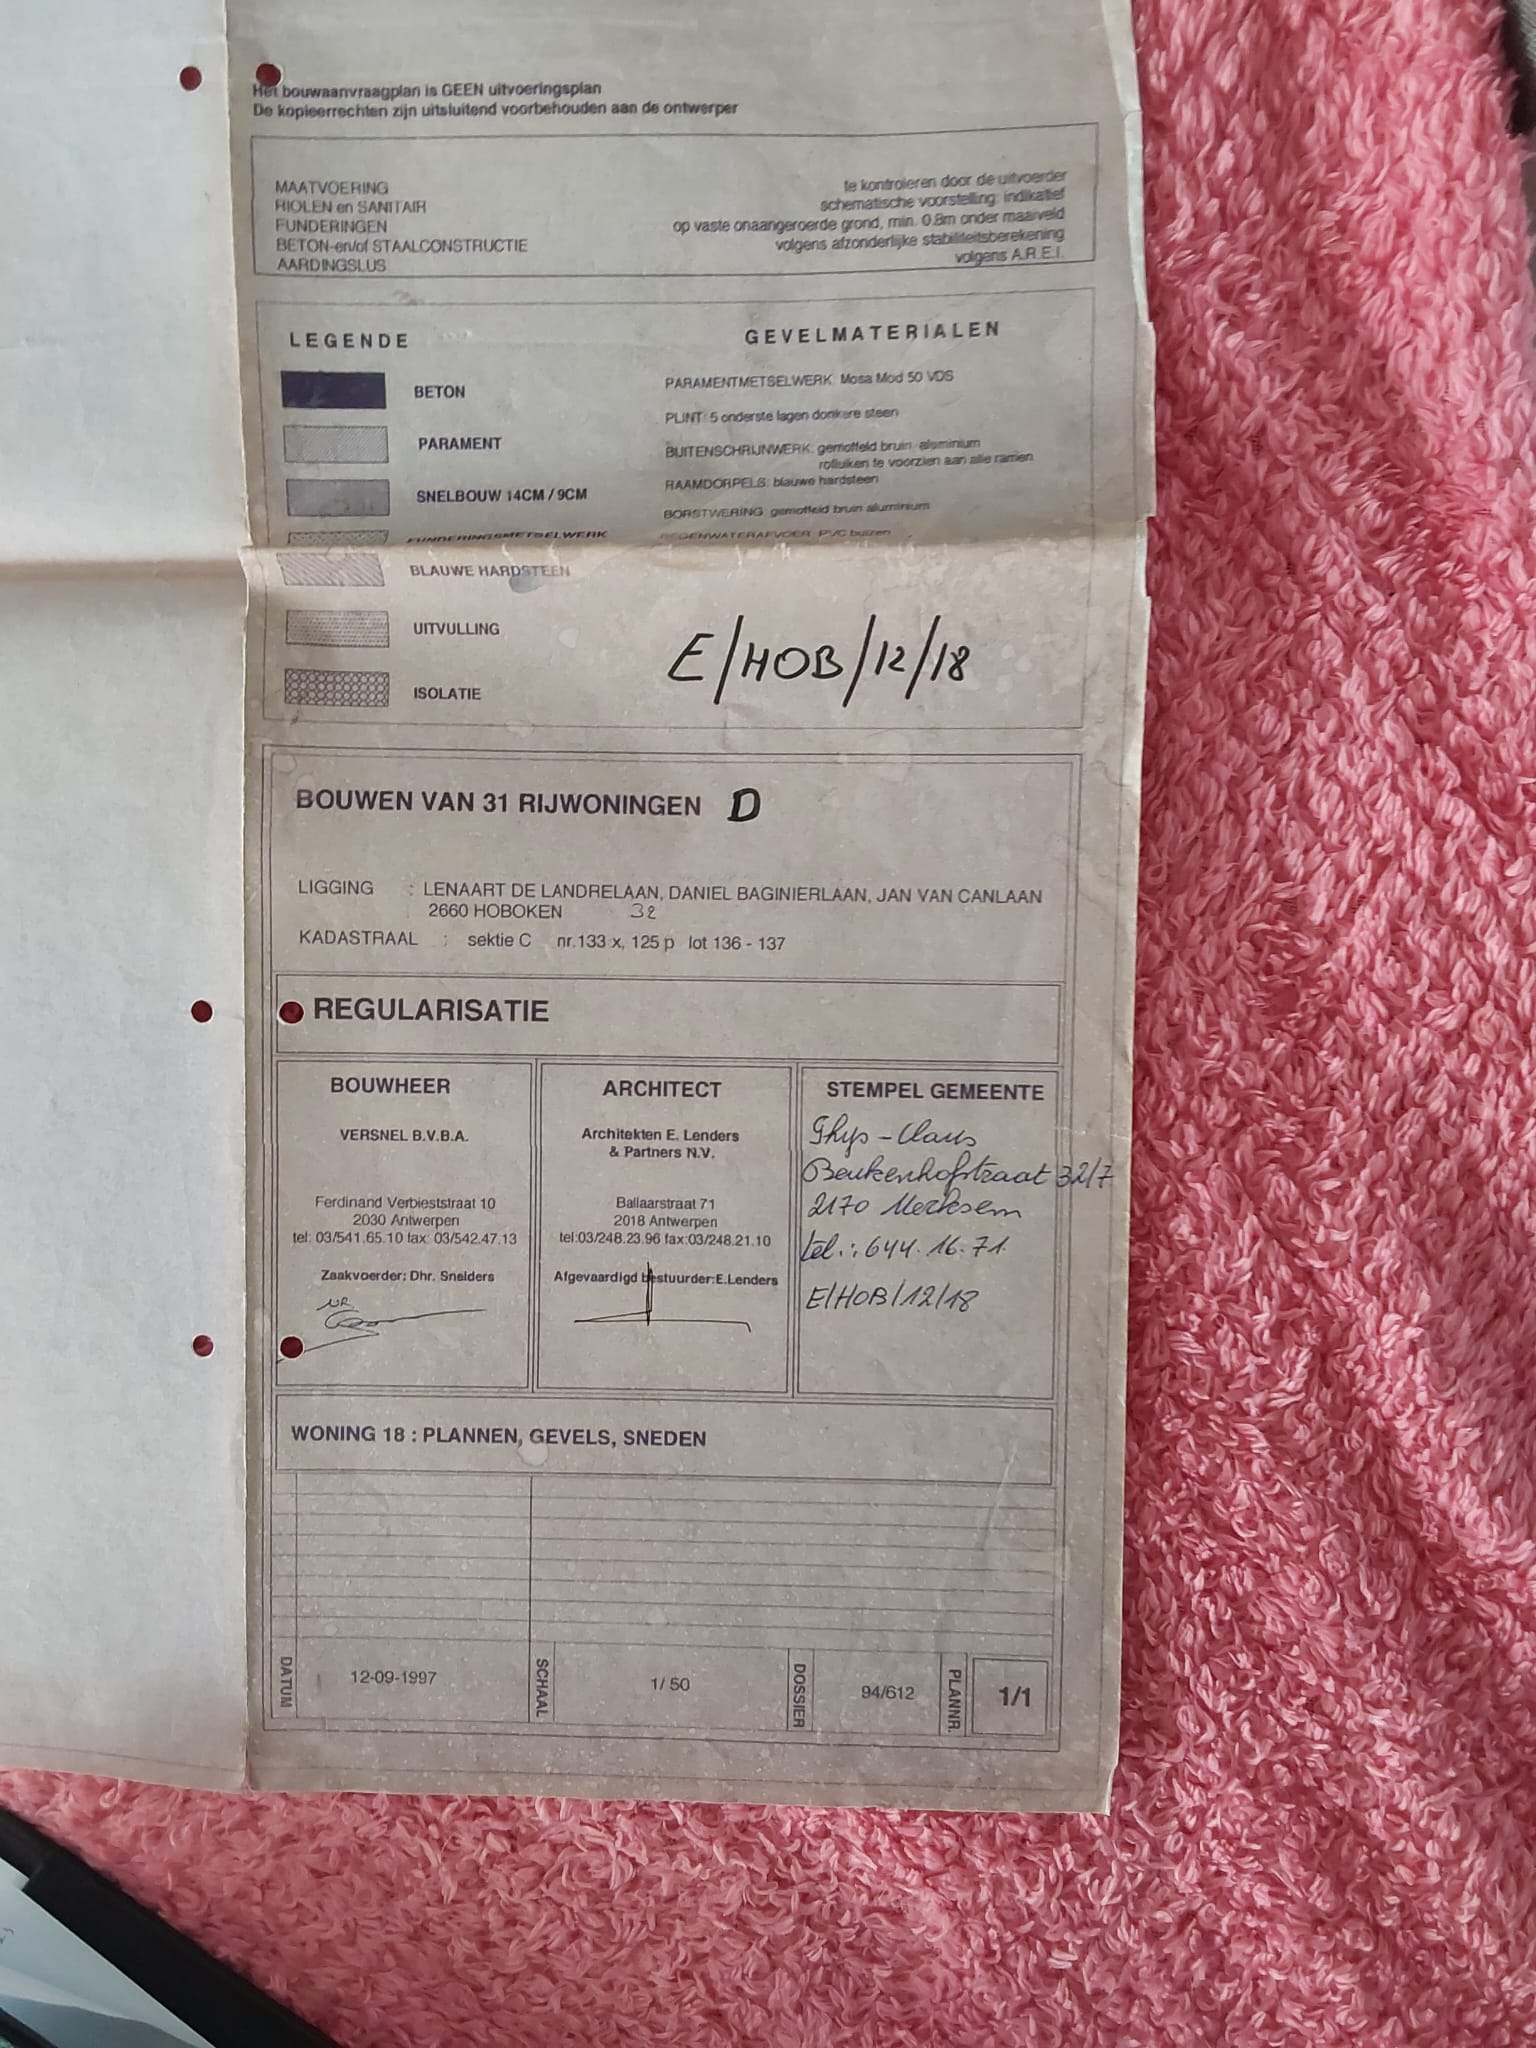 Het bouwaanvraagplan is GEEN uitvoeringsplan
De kopieerrechten zijn uitsluitend voorbehouden aan de ontwerper
MAATVOERING te kontroleren door de uitvoerder
RIOLEN en SANITAIR schematische voorstelling: indikatief
FUNDERINGEN op vaste onaangeroerde grond, min. 0.8m onder maaiveld
BETON-en/of STAALCONSTRUCTIE volgens afzonderlijke stabiliteitsberekening
AARDINGSLUS volgens A.R.E.I.
LEGENDE
BETON
PARAMENT
SNELBOUW 14CM / 9CM
FUNDERINGSMETSELWERK
BLAUWE HARDSTEEN
UITVULLING
ISOLATIE
GEVELMATERIALEN
PARAMENTMETSELWERK: Mosa Mod 50 VDS
PLINT: 5 onderste lagen donkere steen
BUITENSCHRIJNWERK: gemoffeld bruin aluminium
rolluiken te voorzien aan alle ramen
RAAMDORPELS: blauwe hardsteen
BORSTWERING: gemoffeld bruin aluminium
REGENWATERAFVOER: PVC buizen
E/HOB/12/18
BOUWEN VAN 31 RIJWONINGEN D
LIGGING : LENAART DE LANDRELAAN, DANIEL BAGINIERLAAN, JAN VAN CANLAAN
2660 HOBOKEN 32
KADASTRAAL : sektie C nr.133 x, 125 p lot 136 - 137
REGULARISATIE
BOUWHEER
VERSNEL B.V.B.A.
Ferdinand Verbieststraat 10
2030 Antwerpen
tel: 03/541.65.10 fax: 03/542.47.13
Zaakvoerder: Dhr. Snelders
ARCHITECT
Architekten E. Lenders
& Partners N.V.
Ballaarstraat 71
2018 Antwerpen
tel:03/248.23.96 fax:03/248.21.10
Afgevaardigd bestuurder:E.Lenders
STEMPEL GEMEENTE
Ghys - Claus
Beukenhofstraat 32/7
2170 Merksem
tel.: 644.16.71.
E/HOB/12/18
WONING 18 : PLANNEN, GEVELS, SNEDEN
DATUM 12-09-1997
SCHAAL 1/ 50
DOSSIER 94/612
PLANNR. 1/1